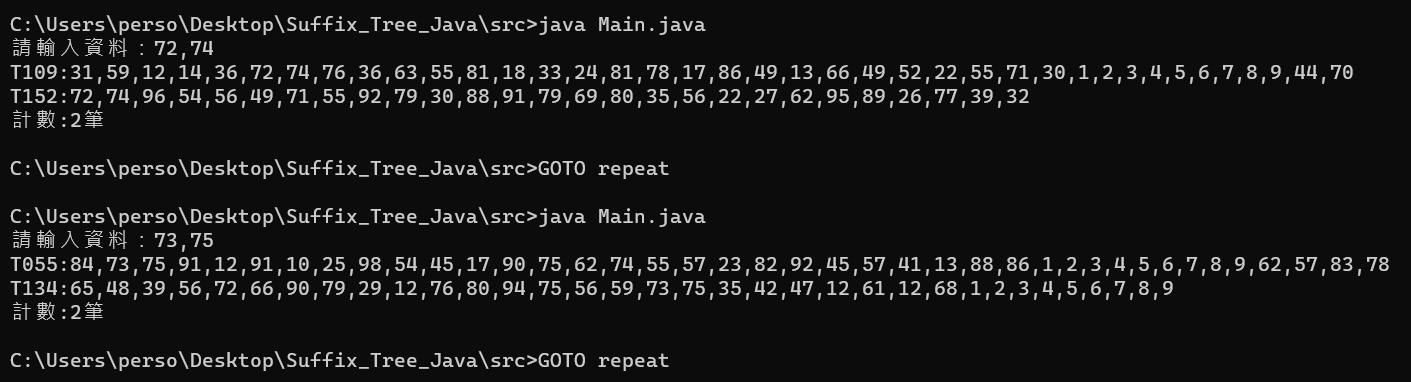 C:\Users\perso\Desktop\Suffix_Tree_Java\src>java Main.java
請輸入資料：72,74
T109:31,59,12,14,36,72,74,76,36,63,55,81,18,33,24,81,78,17,86,49,13,66,49,52,22,55,71,30,1,2,3,4,5,6,7,8,9,44,70
T152:72,74,96,54,56,49,71,55,92,79,30,88,91,79,69,80,35,56,22,27,62,95,89,26,77,39,32
計數:2筆
C:\Users\perso\Desktop\Suffix_Tree_Java\src>GOTO repeat
C:\Users\perso\Desktop\Suffix_Tree_Java\src>java Main.java
請輸入資料：73,75
T055:84,73,75,91,12,91,10,25,98,54,45,17,90,75,62,74,55,57,23,82,92,45,57,41,13,88,86,1,2,3,4,5,6,7,8,9,62,57,83,78
T134:65,48,39,56,72,66,90,79,29,12,76,80,94,75,56,59,73,75,35,42,47,12,61,12,68,1,2,3,4,5,6,7,8,9
計數:2筆
C:\Users\perso\Desktop\Suffix_Tree_Java\src>GOTO repeat